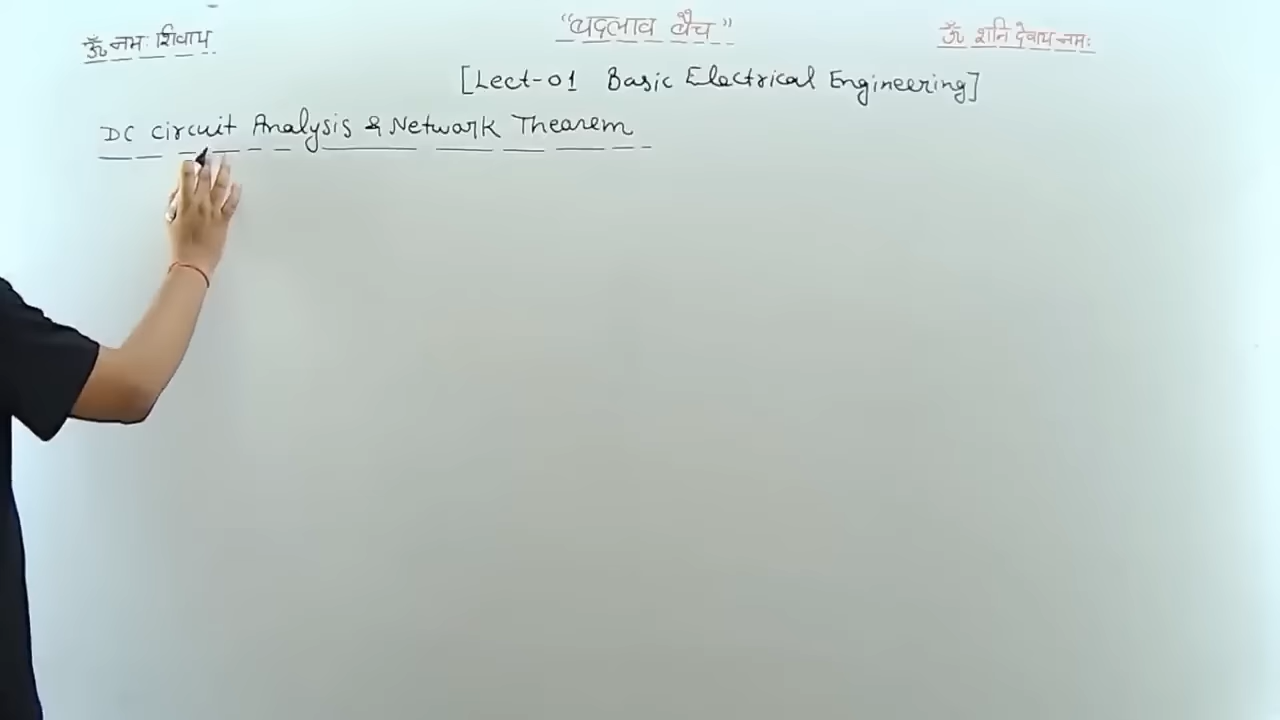 ॐ नमः शिवाय
"बदलाव बैच"
ॐ शनि देवाय नमः
[Lect-01 Basic Electrical Engineering]
DC Circuit Analysis & Network Theorem